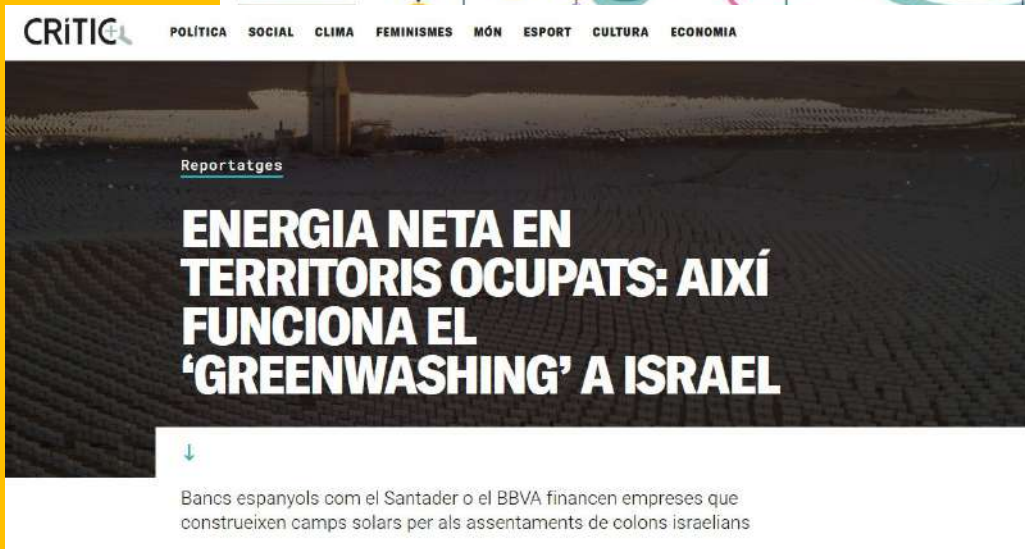 CRÍTIC
POLÍTICA SOCIAL CLIMA FEMINISMES MÓN ESPORT CULTURA ECONOMIA
Reportatges
ENERGIA NETA EN
TERRITORIS OCUPATS: AIXÍ
FUNCIONA EL
‘GREENWASHING’ A ISRAEL
↓
Bancs espanyols com el Santader o el BBVA financen empreses que
construeixen camps solars per als assentaments de colons israelians